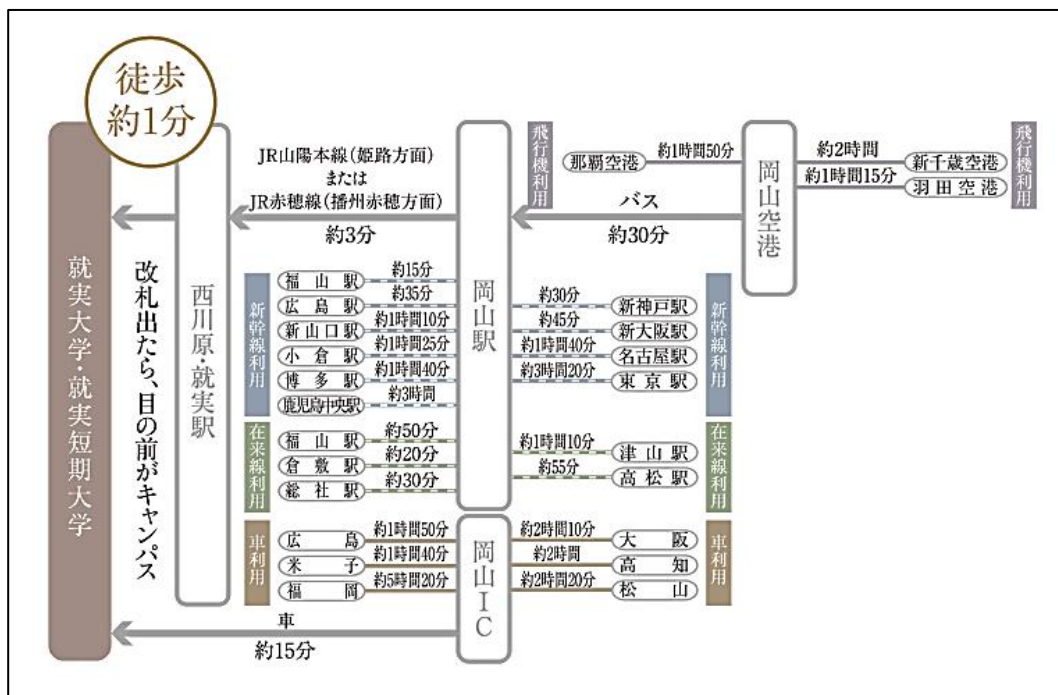 徒歩
約1分
就実大学・就実短期大学
改札出たら、目の前がキャンパス
西川原・就実駅
JR山陽本線(姫路方面)
または
JR赤穂線(播州赤穂方面)
約3分
岡山駅
飛行機利用
那覇空港 約1時間50分
バス
約30分
岡山空港
約2時間 新千歳空港
約1時間15分 羽田空港
飛行機利用
新幹線利用
福山駅 約15分
広島駅 約35分
新山口駅 約1時間10分
小倉駅 約1時間25分
博多駅 約1時間40分
鹿児島中央駅 約3時間
約30分 新神戸駅
約45分 新大阪駅
約1時間40分 名古屋駅
約3時間20分 東京駅
新幹線利用
在来線利用
福山駅 約50分
倉敷駅 約20分
総社駅 約30分
約1時間10分 津山駅
約55分 高松駅
在来線利用
車利用
広島 約1時間50分
米子 約1時間40分
福岡 約5時間20分
岡山IC
約2時間10分 大阪
約2時間 高知
約2時間20分 松山
車利用
車
約15分